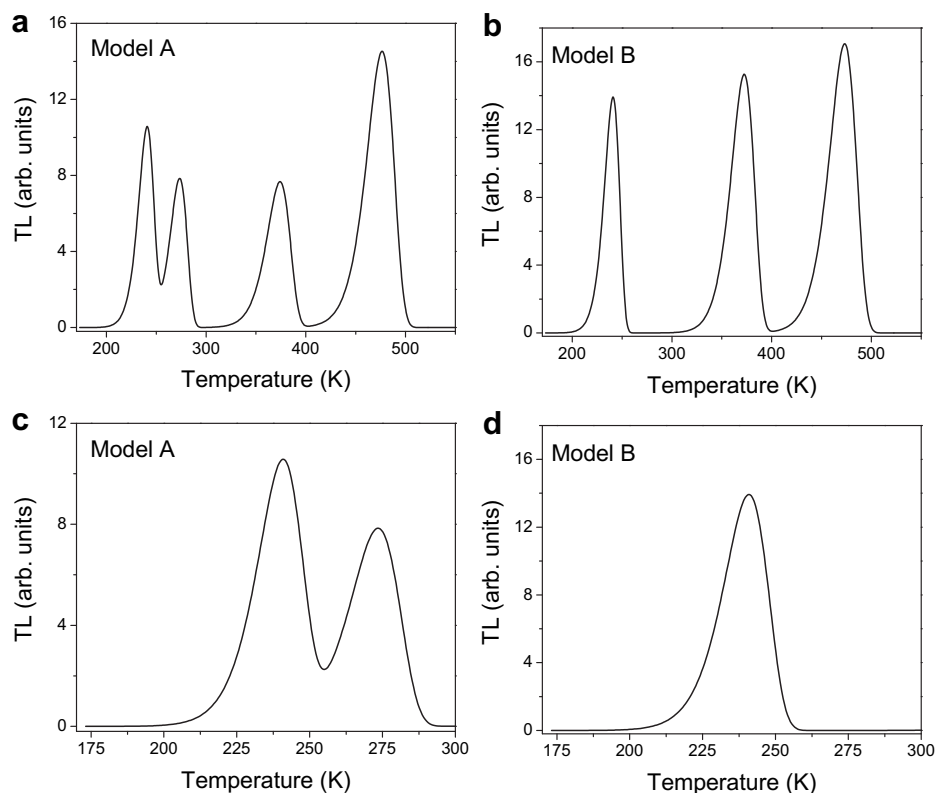 a
Model A
TL (arb. units)
16
12
8
4
0
200
300
400
500
Temperature (K)
b
Model B
TL (arb. units)
16
12
8
4
0
200
300
400
500
Temperature (K)
c
Model A
TL (arb. units)
12
8
4
0
175
200
225
250
275
300
Temperature (K)
d
Model B
TL (arb. units)
16
12
8
4
0
175
200
225
250
275
300
Temperature (K)